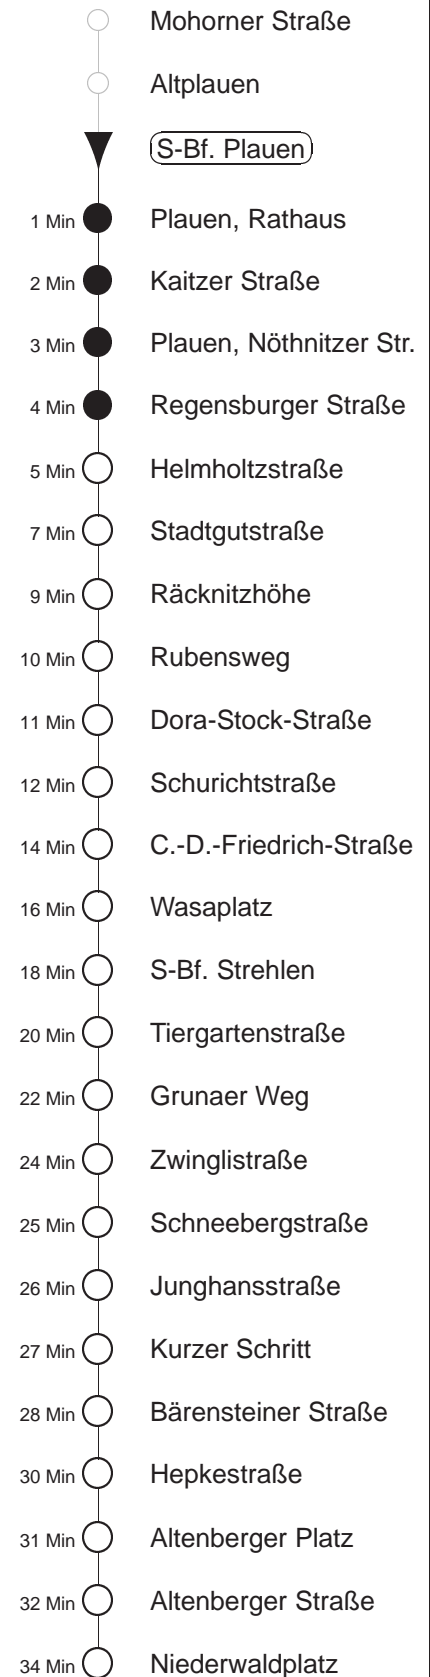 Mohorner Straße
Altplauen
S-Bf. Plauen
1 Min Plauen, Rathaus
2 Min Kaitzer Straße
3 Min Plauen, Nöthnitzer Str.
4 Min Regensburger Straße
5 Min Helmholtzstraße
7 Min Stadtgutstraße
9 Min Räcknitzhöhe
10 Min Rubensweg
11 Min Dora-Stock-Straße
12 Min Schurichtstraße
14 Min C.-D.-Friedrich-Straße
16 Min Wasaplatz
18 Min S-Bf. Strehlen
20 Min Tiergartenstraße
22 Min Grunaer Weg
24 Min Zwinglistraße
25 Min Schneebergstraße
26 Min Junghansstraße
27 Min Kurzer Schritt
28 Min Bärensteiner Straße
30 Min Hepkestraße
31 Min Altenberger Platz
32 Min Altenberger Straße
34 Min Niederwaldplatz